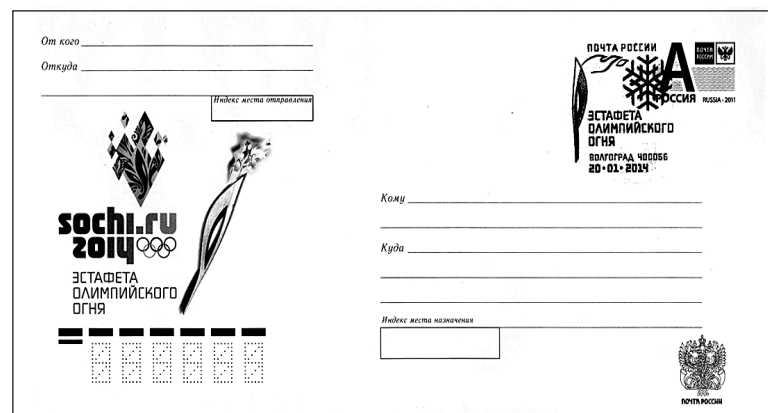 От кого
Откуда
Индекс места отправления
sochi.ru
2014
ЭСТАФЕТА
ОЛИМПИЙСКОГО
ОГНЯ
ПОЧТА РОССИИ
ПОЧТА
РОССИИ
А
РОССИЯ RUSSIA-2011
ЭСТАФЕТА
ОЛИМПИЙСКОГО
ОГНЯ
ВОЛГОГРАД 400066
20·01·2014
Кому
Куда
Индекс места назначения
ПОЧТА РОССИИ